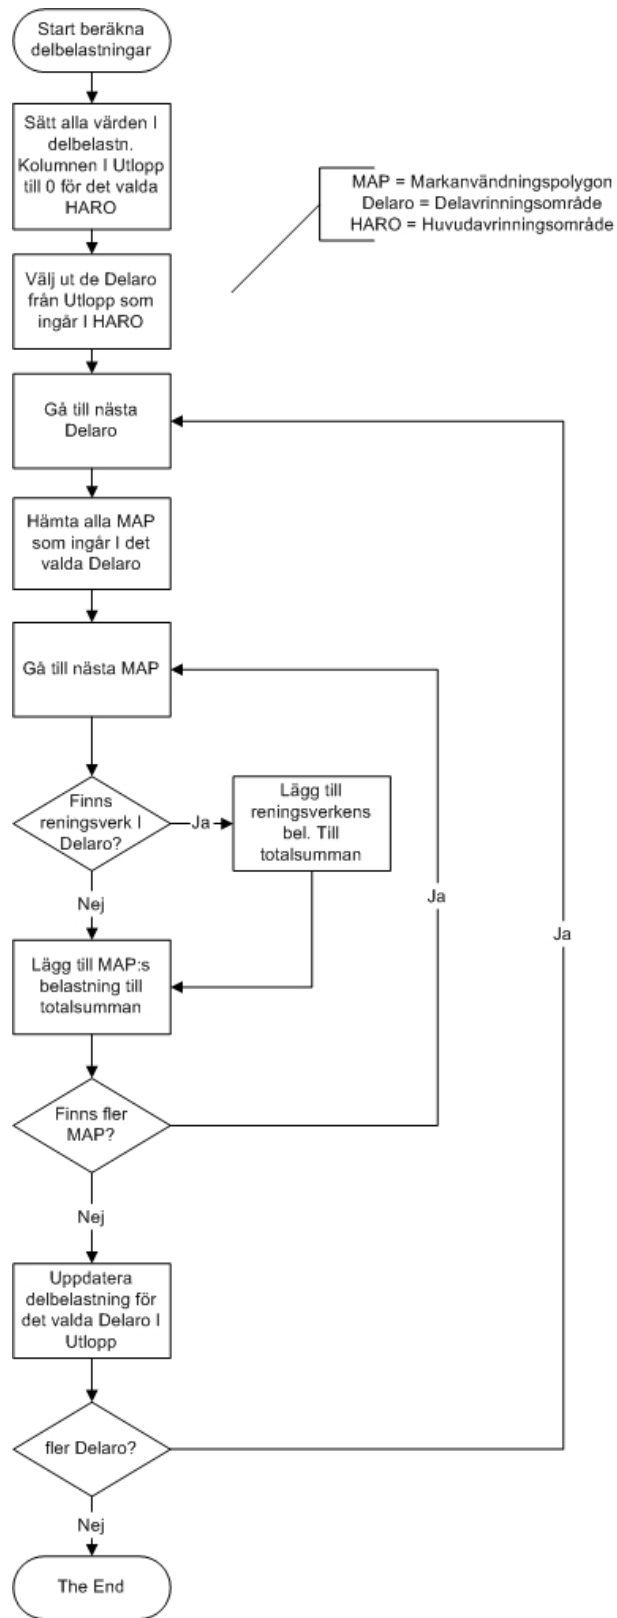 Start beräkna
delbelastningar
Sätt alla värden I
delbelastn.
Kolumnen I Utlopp
till 0 för det valda
HARO
MAP = Markanvändningspolygon
Delaro = Delavrinningsområde
HARO = Huvudavrinningsområde
Välj ut de Delaro
från Utlopp som
ingår I HARO
Gå till nästa
Delaro
Hämta alla MAP
som ingår I det
valda Delaro
Gå till nästa MAP
Finns
reningsverk I
Delaro?
Ja
Lägg till
reningsverkens
bel. Till
totalsumman
Nej
Ja
Ja
Lägg till MAP:s
belastning till
totalsumman
Finns fler
MAP?
Nej
Uppdatera
delbelastning för
det valda Delaro I
Utlopp
fler Delaro?
Nej
The End